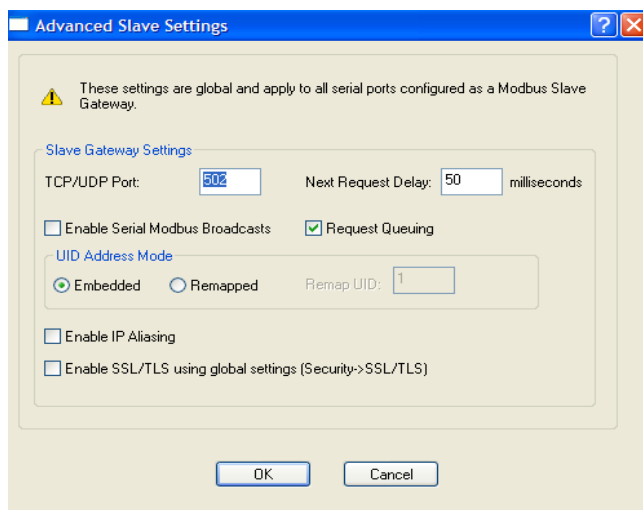 Advanced Slave Settings
These settings are global and apply to all serial ports configured as a Modbus Slave
Gateway.
Slave Gateway Settings
TCP/UDP Port: 502 Next Request Delay: 50 milliseconds
Enable Serial Modbus Broadcasts Request Queuing
UID Address Mode
Embedded Remapped Remap UID: 1
Enable IP Aliasing
Enable SSL/TLS using global settings (Security->SSL/TLS)
OK Cancel